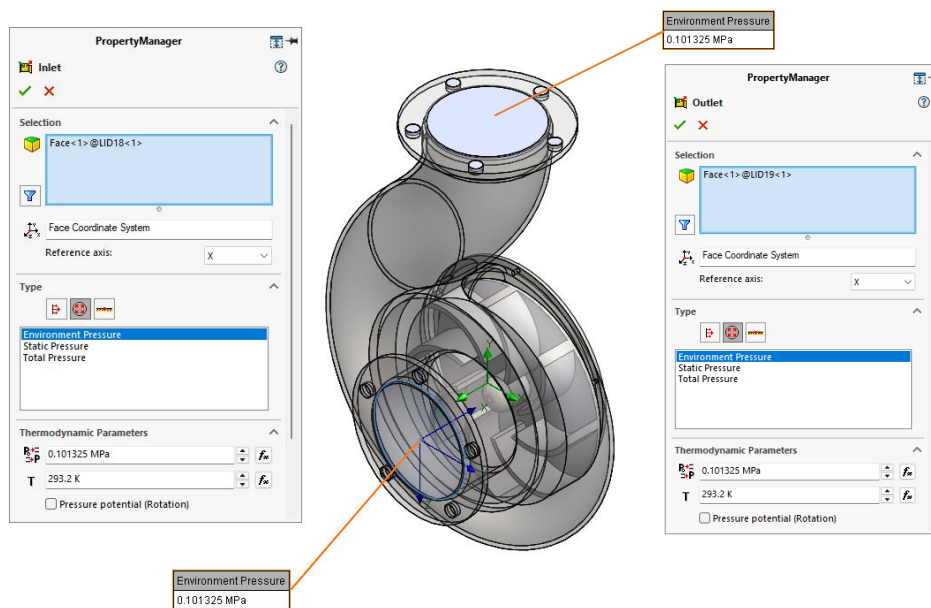 Environment Pressure
0.101325 MPa
PropertyManager
Inlet
Selection
Face<1>@LID18<1>
Face Coordinate System
Reference axis:
X
Type
Environment Pressure
Static Pressure
Total Pressure
Thermodynamic Parameters
0.101325 MPa
T
293.2 K
Pressure potential (Rotation)
PropertyManager
Outlet
Selection
Face<1>@LID19<1>
Face Coordinate System
Reference axis:
X
Type
Environment Pressure
Static Pressure
Total Pressure
Thermodynamic Parameters
0.101325 MPa
T
293.2 K
Pressure potential (Rotation)
Y
X
Environment Pressure
0.101325 MPa